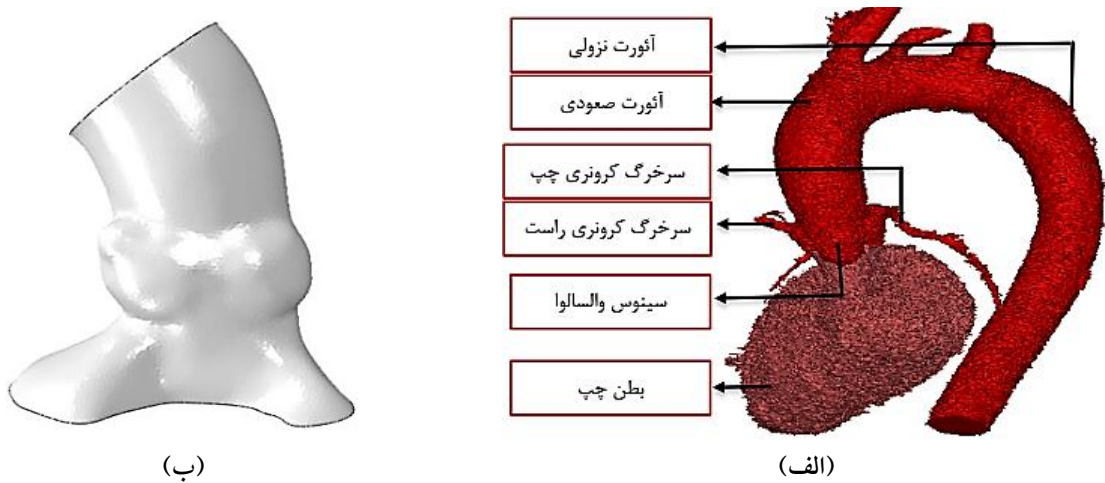 آئورت نزولی
آئورت صعودی
سرخرگ کرونری چپ
سرخرگ کرونری راست
سینوس والسالوا
بطن چپ
(الف)
(ب)